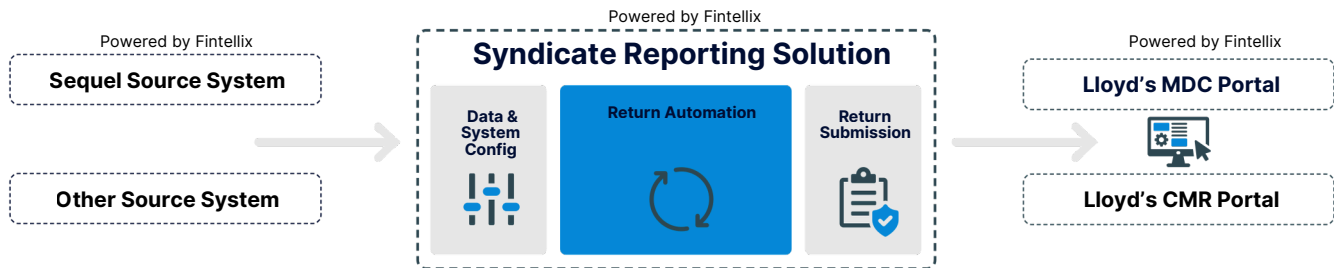 Powered by Fintellix
Sequel Source System
Other Source System
Powered by Fintellix
Syndicate Reporting Solution
Data &
System
Config
Return Automation
Return
Submission
Powered by Fintellix
Lloyd’s MDC Portal
Lloyd’s CMR Portal